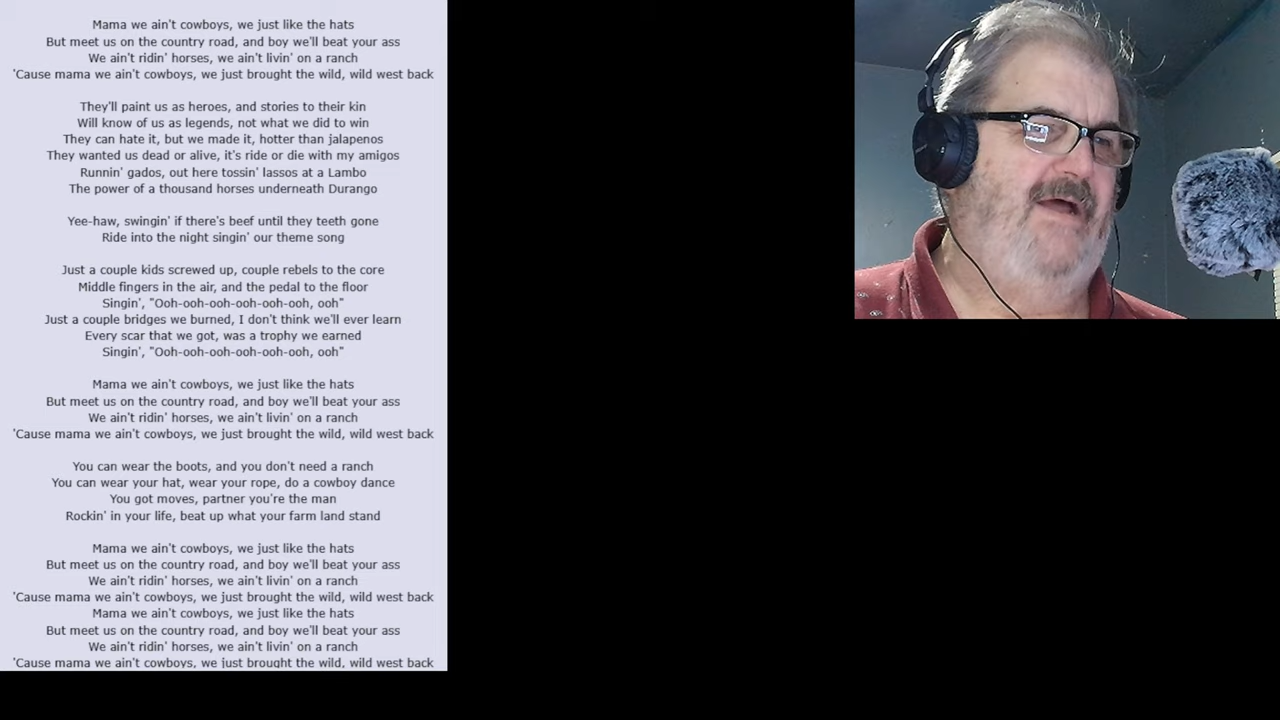 Mama we ain't cowboys, we just like the hats
But meet us on the country road, and boy we'll beat your ass
We ain't ridin' horses, we ain't livin' on a ranch
'Cause mama we ain't cowboys, we just brought the wild, wild west back
They'll paint us as heroes, and stories to their kin
Will know of us as legends, not what we did to win
They can hate it, but we made it, hotter than jalapenos
They wanted us dead or alive, it's ride or die with my amigos
Runnin' gados, out here tossin' lassos at a Lambo
The power of a thousand horses underneath Durango
Yee-haw, swingin' if there's beef until they teeth gone
Ride into the night singin' our theme song
Just a couple kids screwed up, couple rebels to the core
Middle fingers in the air, and the pedal to the floor
Singin', "Ooh-ooh-ooh-ooh-ooh-ooh, ooh"
Just a couple bridges we burned, I don't think we'll ever learn
Every scar that we got, was a trophy we earned
Singin', "Ooh-ooh-ooh-ooh-ooh-ooh, ooh"
Mama we ain't cowboys, we just like the hats
But meet us on the country road, and boy we'll beat your ass
We ain't ridin' horses, we ain't livin' on a ranch
'Cause mama we ain't cowboys, we just brought the wild, wild west back
You can wear the boots, and you don't need a ranch
You can wear your hat, wear your rope, do a cowboy dance
You got moves, partner you're the man
Rockin' in your life, beat up what your farm land stand
Mama we ain't cowboys, we just like the hats
But meet us on the country road, and boy we'll beat your ass
We ain't ridin' horses, we ain't livin' on a ranch
'Cause mama we ain't cowboys, we just brought the wild, wild west back
Mama we ain't cowboys, we just like the hats
But meet us on the country road, and boy we'll beat your ass
We ain't ridin' horses, we ain't livin' on a ranch
'Cause mama we ain't cowboys, we just brought the wild, wild west back